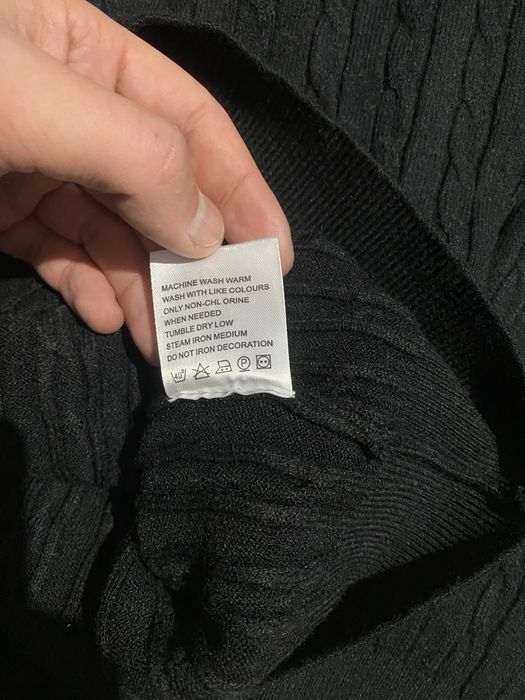 MACHINE WASH WARM
WASH WITH LIKE COLOURS
ONLY NON-CHL ORINE
WHEN NEEDED
TUMBLE DRY LOW
STEAM IRON MEDIUM
DO NOT IRON DECORATION
40° P